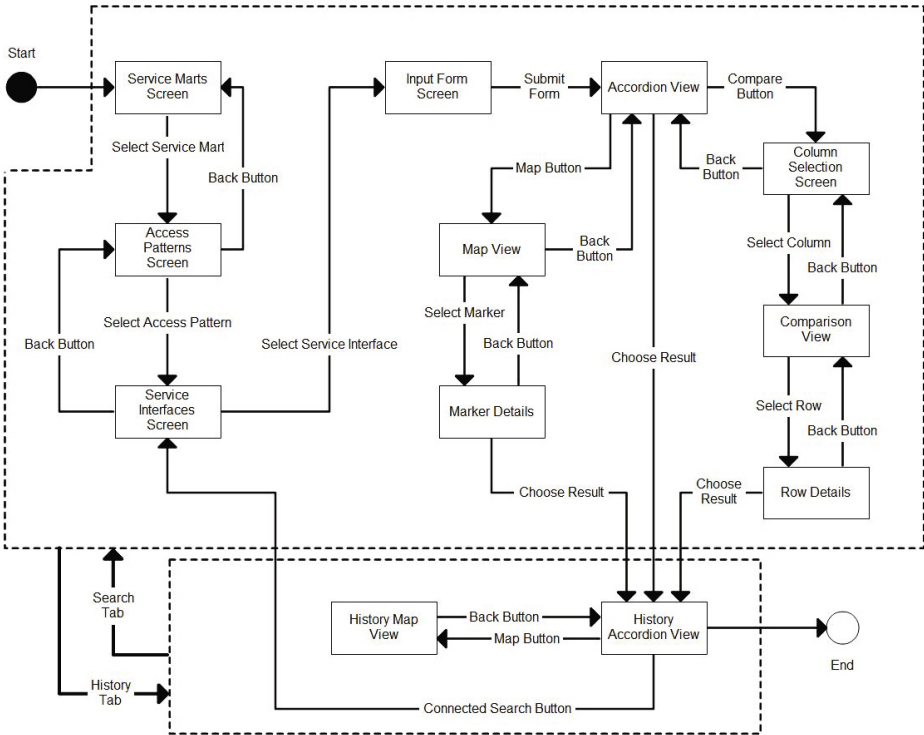 Start
Service Marts
Screen
Input Form
Screen
Submit
Form
Accordion View
Compare
Button
Select Service Mart
Back Button
Map Button
Back
Button
Column
Selection
Screen
Access
Patterns
Screen
Map View
Back
Button
Select Column
Back Button
Select Access Pattern
Select Marker
Comparison
View
Back Button
Select Service Interface
Back Button
Choose Result
Service
Interfaces
Screen
Marker Details
Select Row
Back Button
Choose Result
Choose
Result
Row Details
Search
Tab
History Map
View
Back Button
Map Button
History
Accordion View
End
History
Tab
Connected Search Button